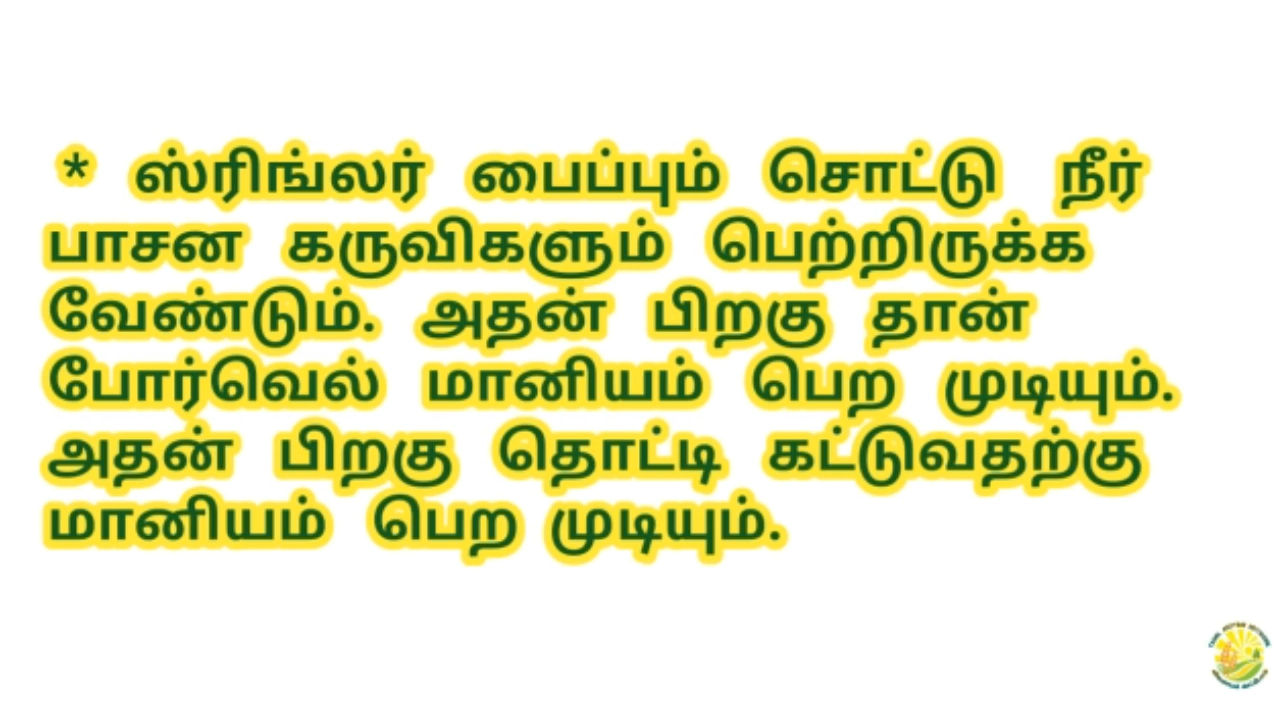 * ஸ்ரிங்லர் பைப்பும் சொட்டு நீர்
பாசன கருவிகளும் பெற்றிருக்க
வேண்டும். அதன் பிறகு தான்
போர்வெல் மானியம் பெற முடியும்.
அதன் பிறகு தொட்டி கட்டுவதற்கு
மானியம் பெற முடியும்.